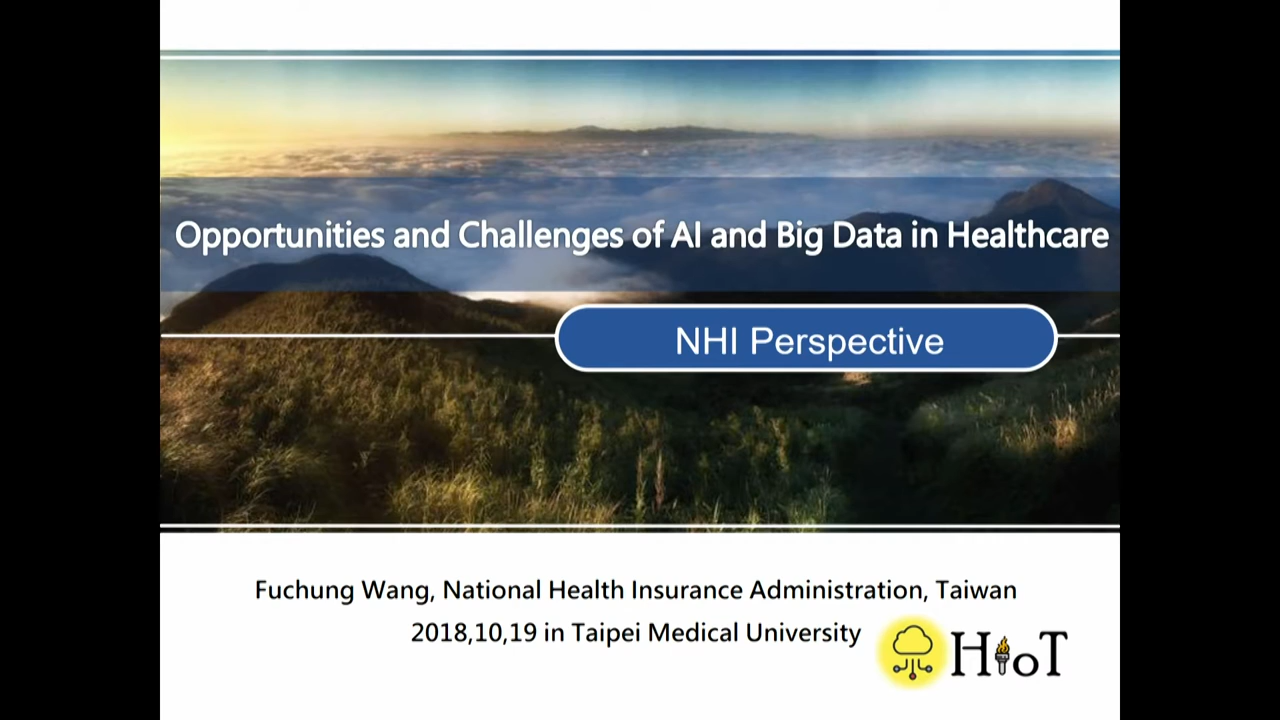 Opportunities and Challenges of AI and Big Data in Healthcare
NHI Perspective
Fuchung Wang, National Health Insurance Administration, Taiwan
2018,10,19 in Taipei Medical University
HioT